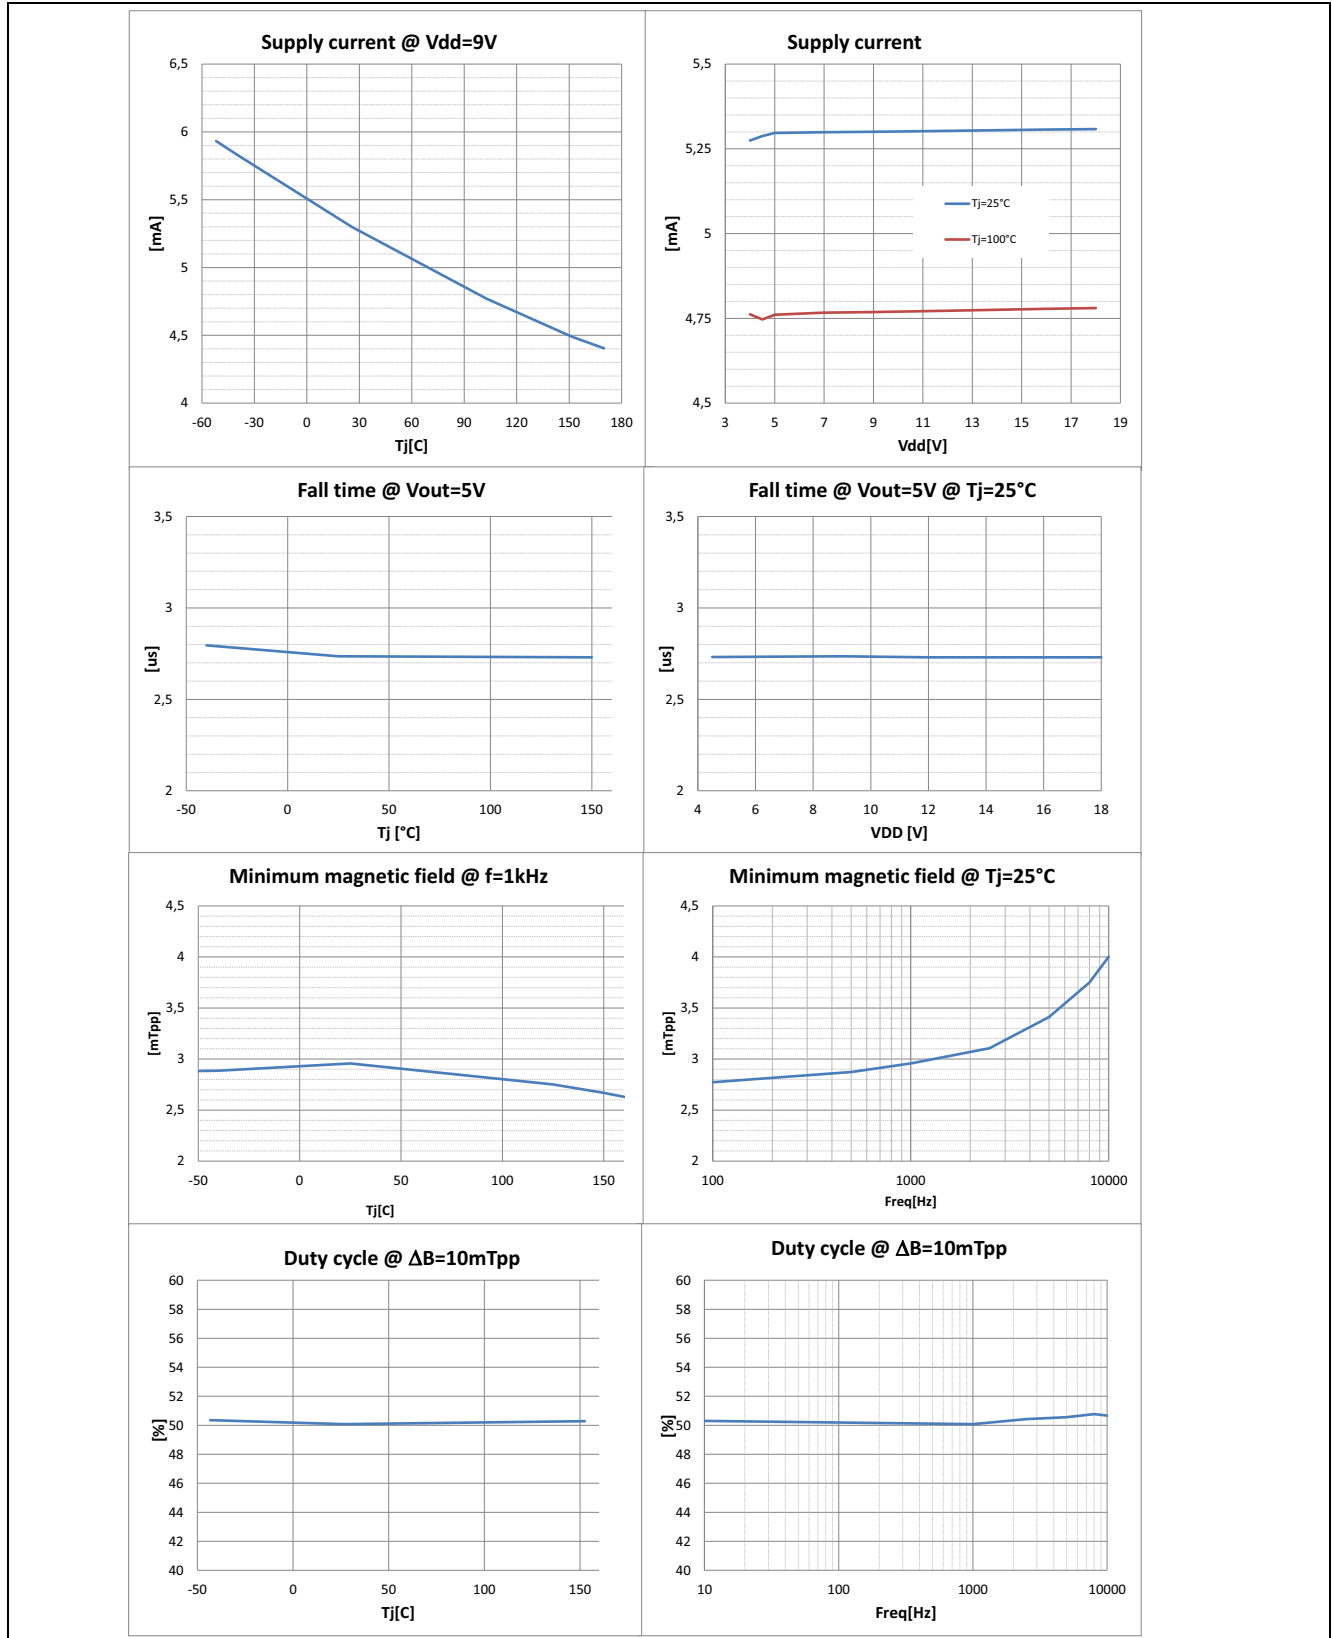 Supply current @ Vdd=9V
6,5
6
5,5
5
4,5
4
[mA]
-60 -30 0 30 60 90 120 150 180
Tj[C]
Supply current
5,5
5,25
5
4,75
4,5
[mA]
Tj=25°C
Tj=100°C
3 5 7 9 11 13 15 17 19
Vdd[V]
Fall time @ Vout=5V
3,5
3
2,5
2
[us]
-50 0 50 100 150
Tj [°C]
Fall time @ Vout=5V @ Tj=25°C
3,5
3
2,5
2
[us]
4 6 8 10 12 14 16 18
VDD [V]
Minimum magnetic field @ f=1kHz
4,5
4
3,5
3
2,5
2
[mTpp]
-50 0 50 100 150
Tj[C]
Minimum magnetic field @ Tj=25°C
4,5
4
3,5
3
2,5
2
[mTpp]
100 1000 10000
Freq[Hz]
Duty cycle @ ΔB=10mTpp
60
58
56
54
52
50
48
46
44
42
40
[%]
-50 0 50 100 150
Tj[C]
Duty cycle @ ΔB=10mTpp
60
58
56
54
52
50
48
46
44
42
40
[%]
10 100 1000 10000
Freq[Hz]